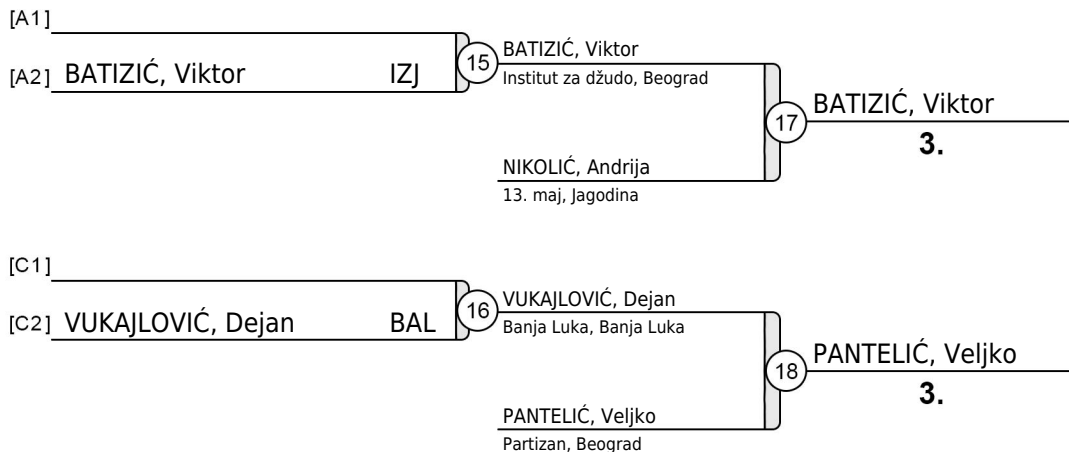 [A1]
[A2] BATIZIĆ, Viktor IZJ
15
BATIZIĆ, Viktor
Institut za džudo, Beograd
17
BATIZIĆ, Viktor
3.
NIKOLIĆ, Andrija
13. maj, Jagodina
[C1]
[C2] VUKAJLOVIĆ, Dejan BAL
16
VUKAJLOVIĆ, Dejan
Banja Luka, Banja Luka
18
PANTELIĆ, Veljko
3.
PANTELIĆ, Veljko
Partizan, Beograd